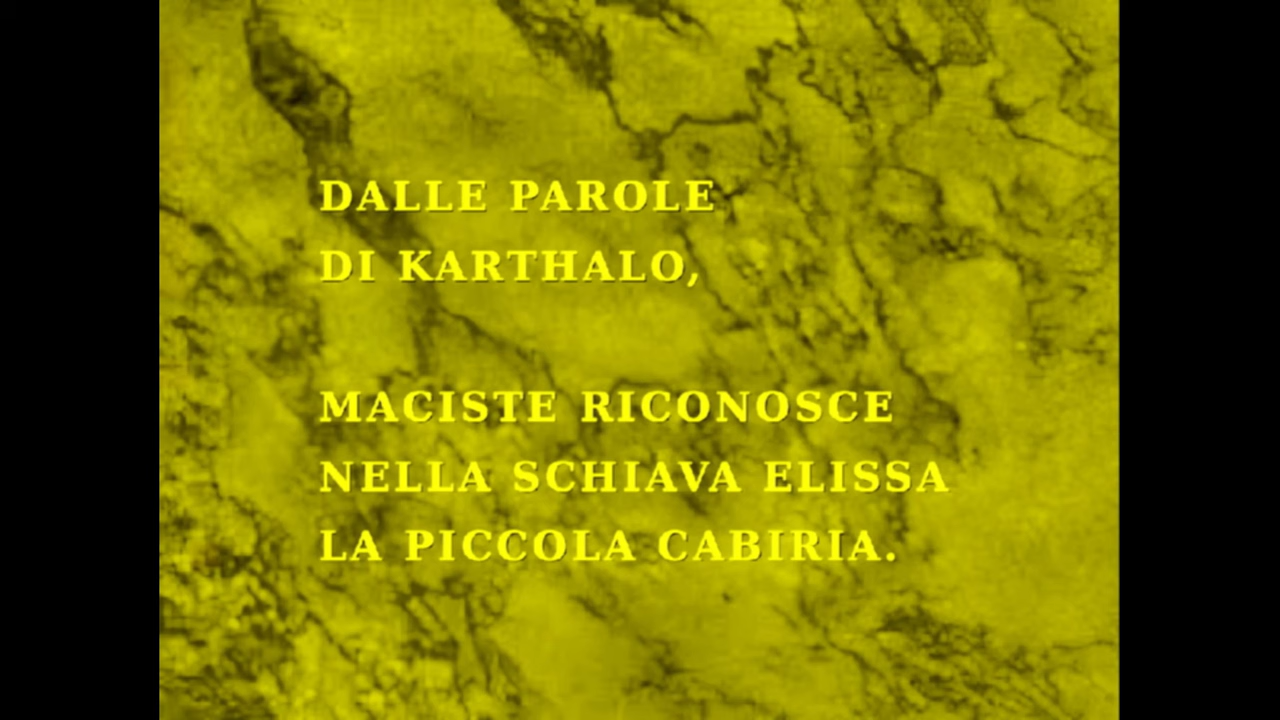 DALLE PAROLE
DI KARTHALO,
MACISTE RICONOSCE
NELLA SCHIAVA ELISSA
LA PICCOLA CABIRIA.